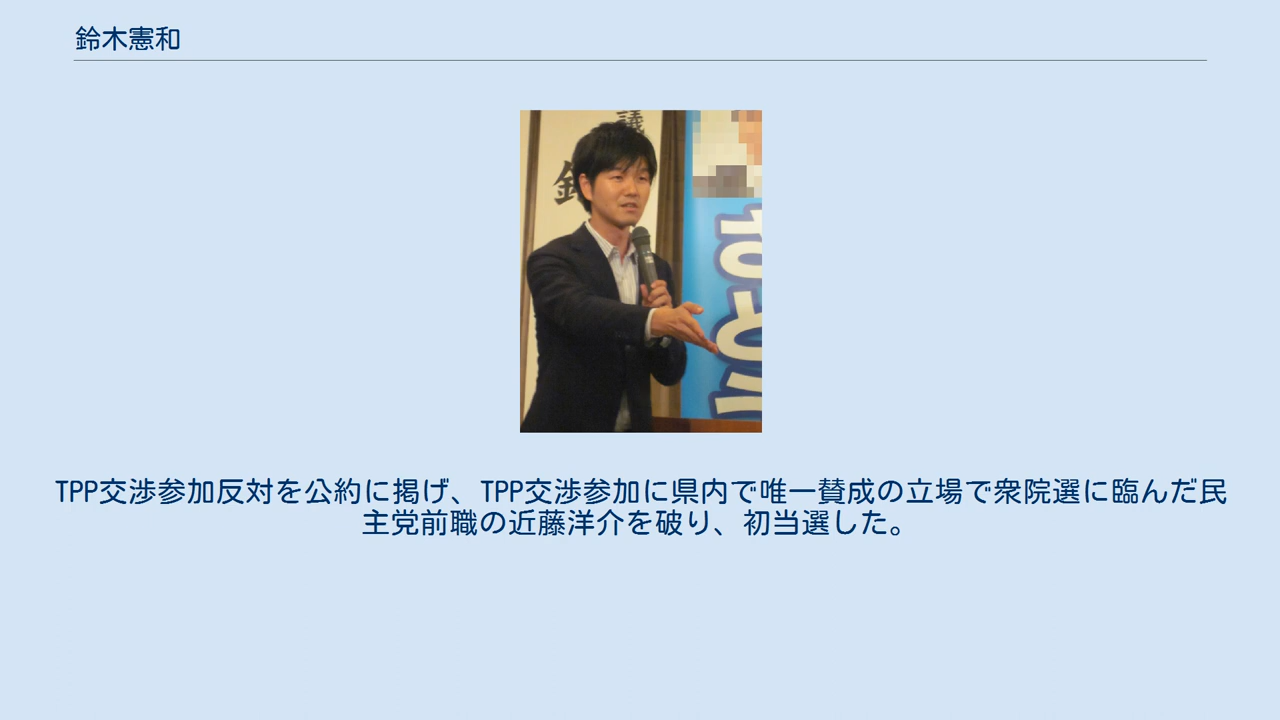 鈴木憲和
議
鈴
TPP交渉参加反対を公約に掲げ、TPP交渉参加に県内で唯一賛成の立場で衆院選に臨んだ民
主党前職の近藤洋介を破り、初当選した。